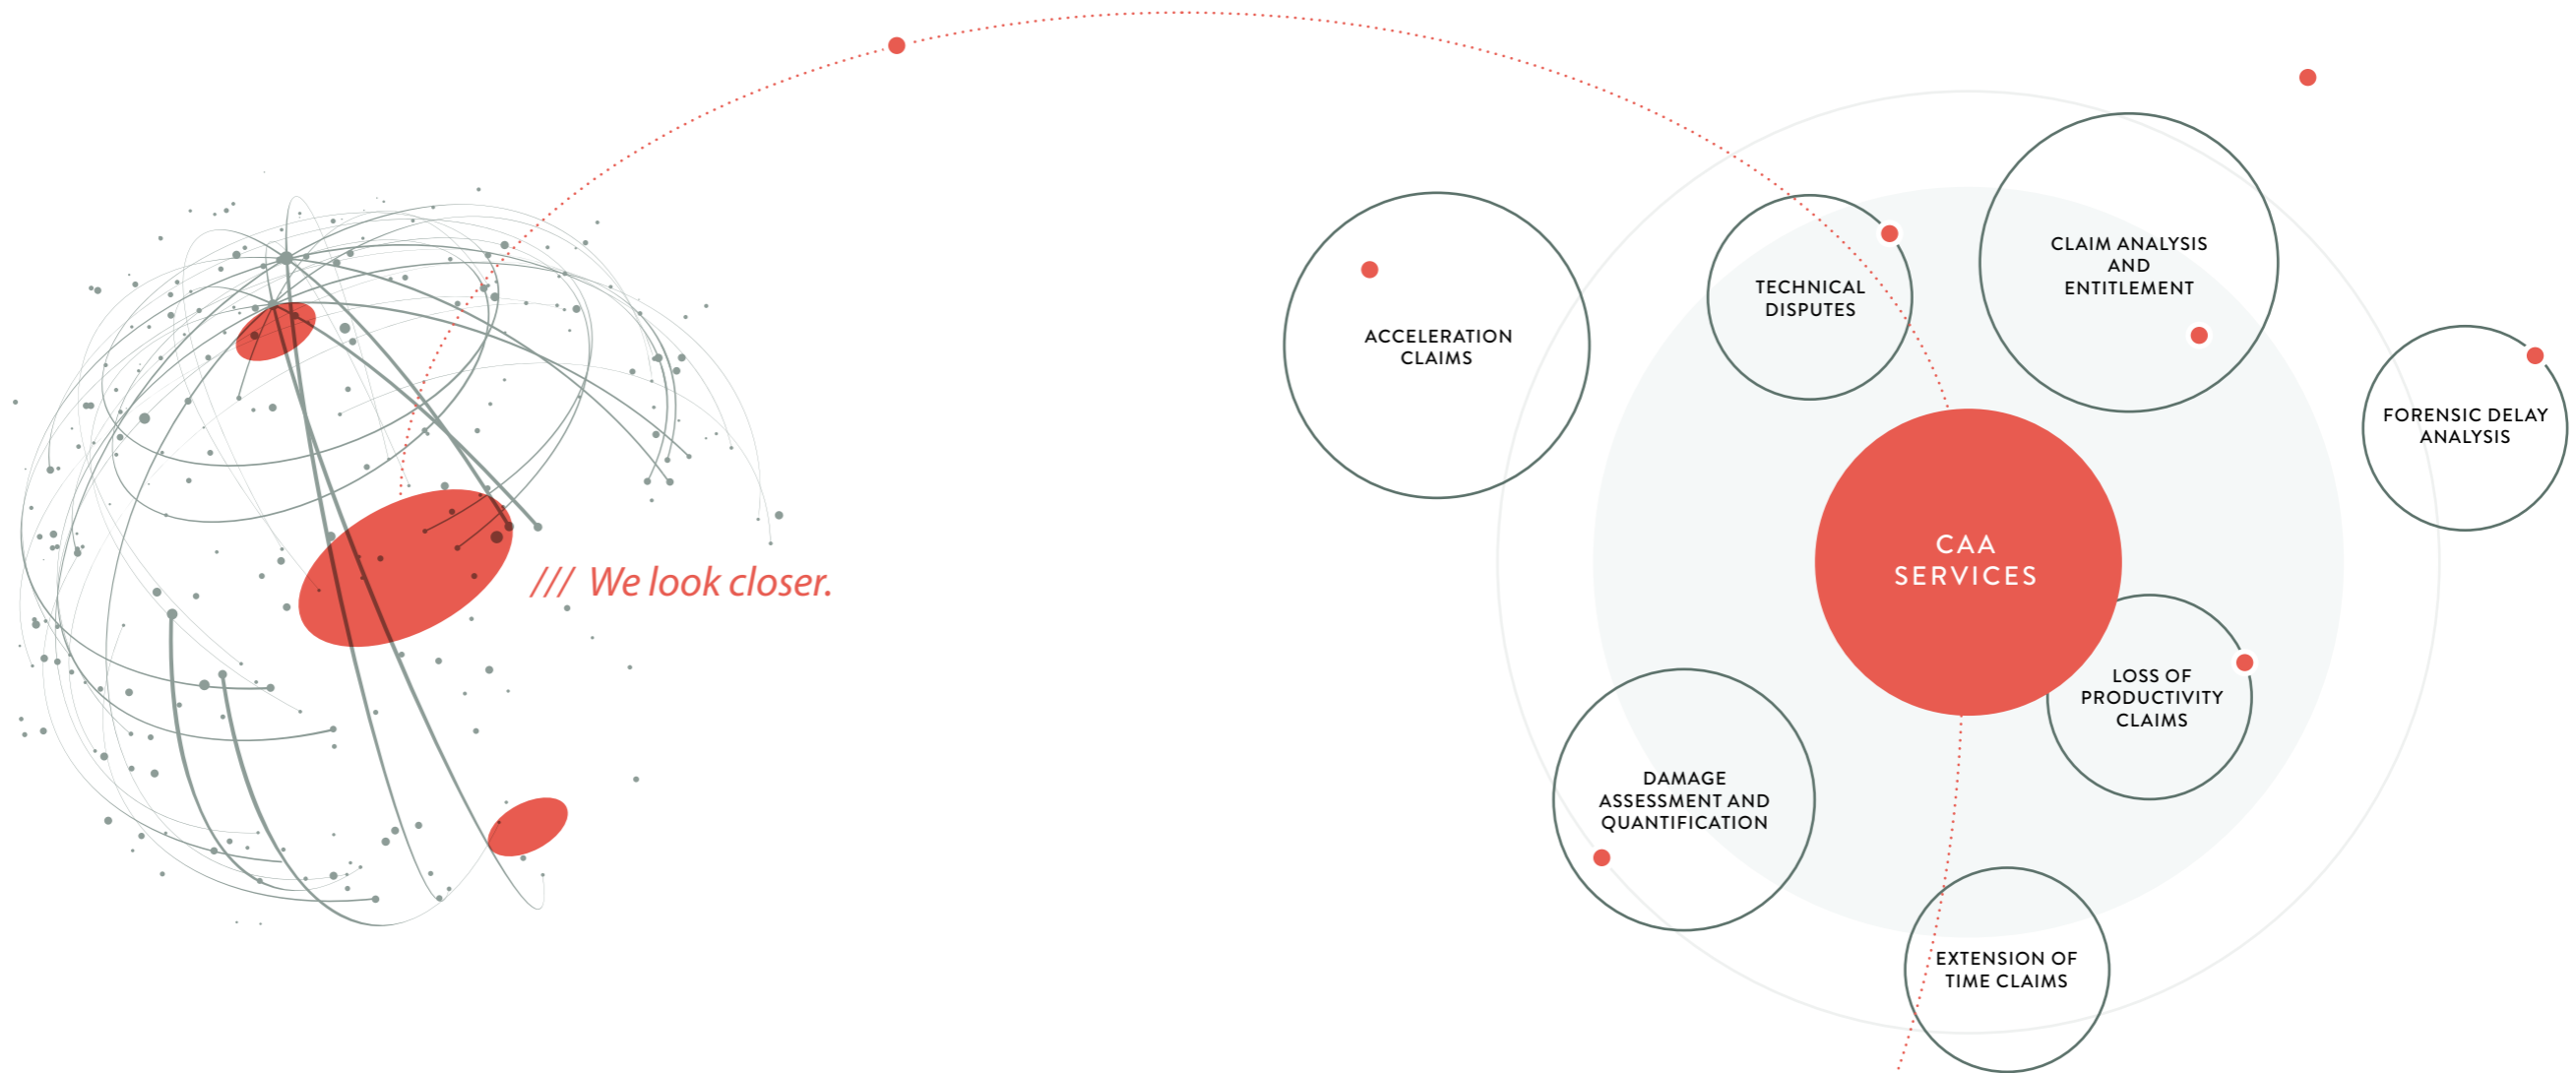 /// We look closer.
ACCELERATION
CLAIMS
TECHNICAL
DISPUTES
CLAIM ANALYSIS
AND
ENTITLEMENT
FORENSIC DELAY
ANALYSIS
CAA
SERVICES
LOSS OF
PRODUCTIVITY
CLAIMS
DAMAGE
ASSESSMENT AND
QUANTIFICATION
EXTENSION OF
TIME CLAIMS